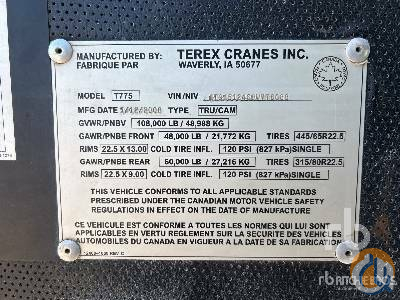 MANUFACTURED BY: TEREX CRANES INC.
FABRIQUE PAR WAVERLY, IA 50677
MODEL T775 VIN/NIV
MFG DATE TYPE TRU/CAM
GVWR/PNBV 108,000 LB / 48,988 KG
GAWR/PNBE FRONT 48,000 LB / 21,772 KG TIRES 445/65R22.5
RIMS 22.5 X 13.00 COLD TIRE INFL. 120 PSI (827 kPa) SINGLE
GAWR/PNBE REAR 60,000 LB / 27,216 KG TIRES 315/80R22.5
RIMS 22.5 X 9.00 COLD TIRE INFL. 120 PSI (827 kPa) SINGLE
THIS VEHICLE CONFORMS TO ALL APPLICABLE STANDARDS
PRESCRIBED UNDER THE CANADIAN MOTOR VEHICLE SAFETY
REGULATIONS IN EFFECT ON THE DATE OF MANUFACTURE
CE VÉHICULE EST CONFORME A TOUTES LES NORMES QUI LUI SONT
APPLICABLES EN VERTU DU REGLEMENT SUR LA SECURITE DES VEHICULES
AUTOMOBILES DU CANADA EN VIGUEUR A LA DATE DE SA FABRICATION
rb ritchie bros.
CraneNetwork.com